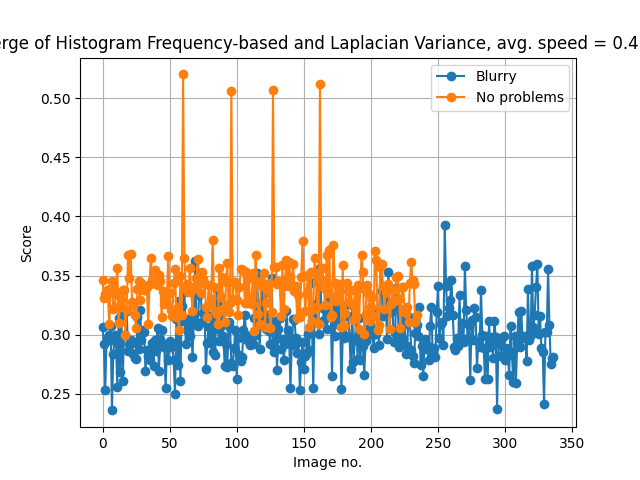 rge of Histogram Frequency-based and Laplacian Variance, avg. speed = 0.4
Blurry
No problems
0.50
0.45
0.40
0.35
0.30
0.25
Score
0 50 100 150 200 250 300 350
Image no.